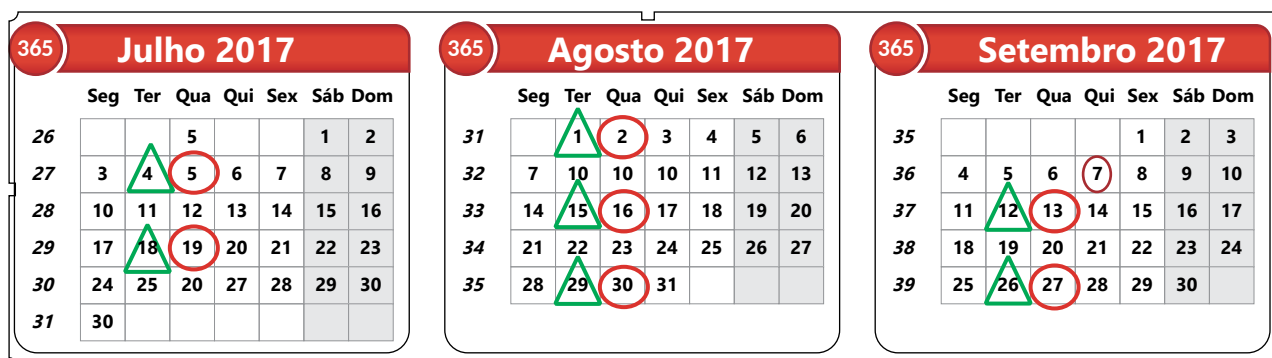 365 Julho 2017
Seg Ter Qua Qui Sex Sáb Dom
26 5 1 2
27 3 4 5 6 7 8 9
28 10 11 12 13 14 15 16
29 17 18 19 20 21 22 23
30 24 25 20 27 28 29 30
31 30
365 Agosto 2017
Seg Ter Qua Qui Sex Sáb Dom
31 1 2 3 4 5 6
32 7 10 10 10 11 12 13
33 14 15 16 17 18 19 20
34 21 22 23 24 25 26 27
35 28 29 30 31
365 Setembro 2017
Seg Ter Qua Qui Sex Sáb Dom
35 1 2 3
36 4 5 6 7 8 9 10
37 11 12 13 14 15 16 17
38 18 19 20 21 22 23 24
39 25 26 27 28 29 30